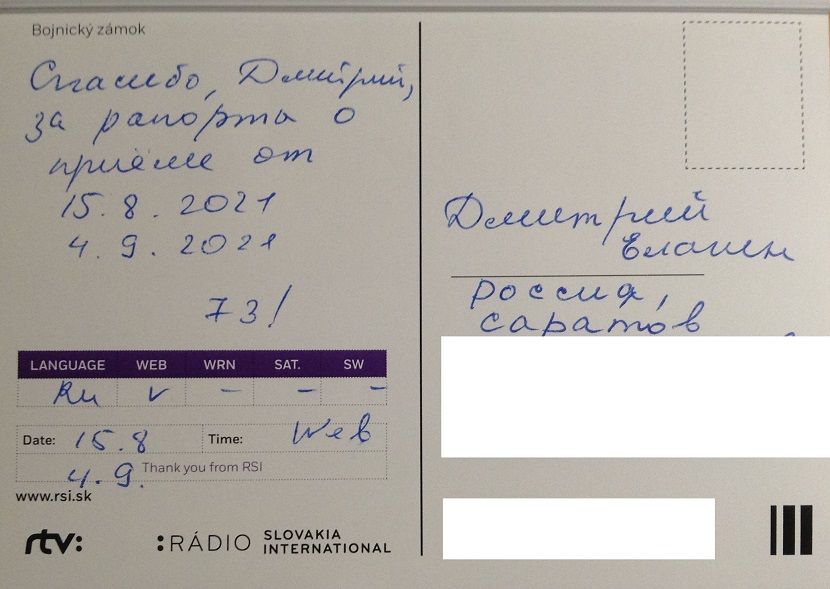 Bojnický zámok
Спасибо, Дмитрий,
за рапорты о
приёме от
15.8.2021
4.9.2021
73!
LANGUAGE WEB WRN SAT. SW
Ru v - - -
Date: 15.8 Time: Web
4.9. Thank you from RSI
www.rsi.sk
rtv: :RÁDIO SLOVAKIA
INTERNATIONAL
Дмитрий
Елагин
Россия,
Саратов